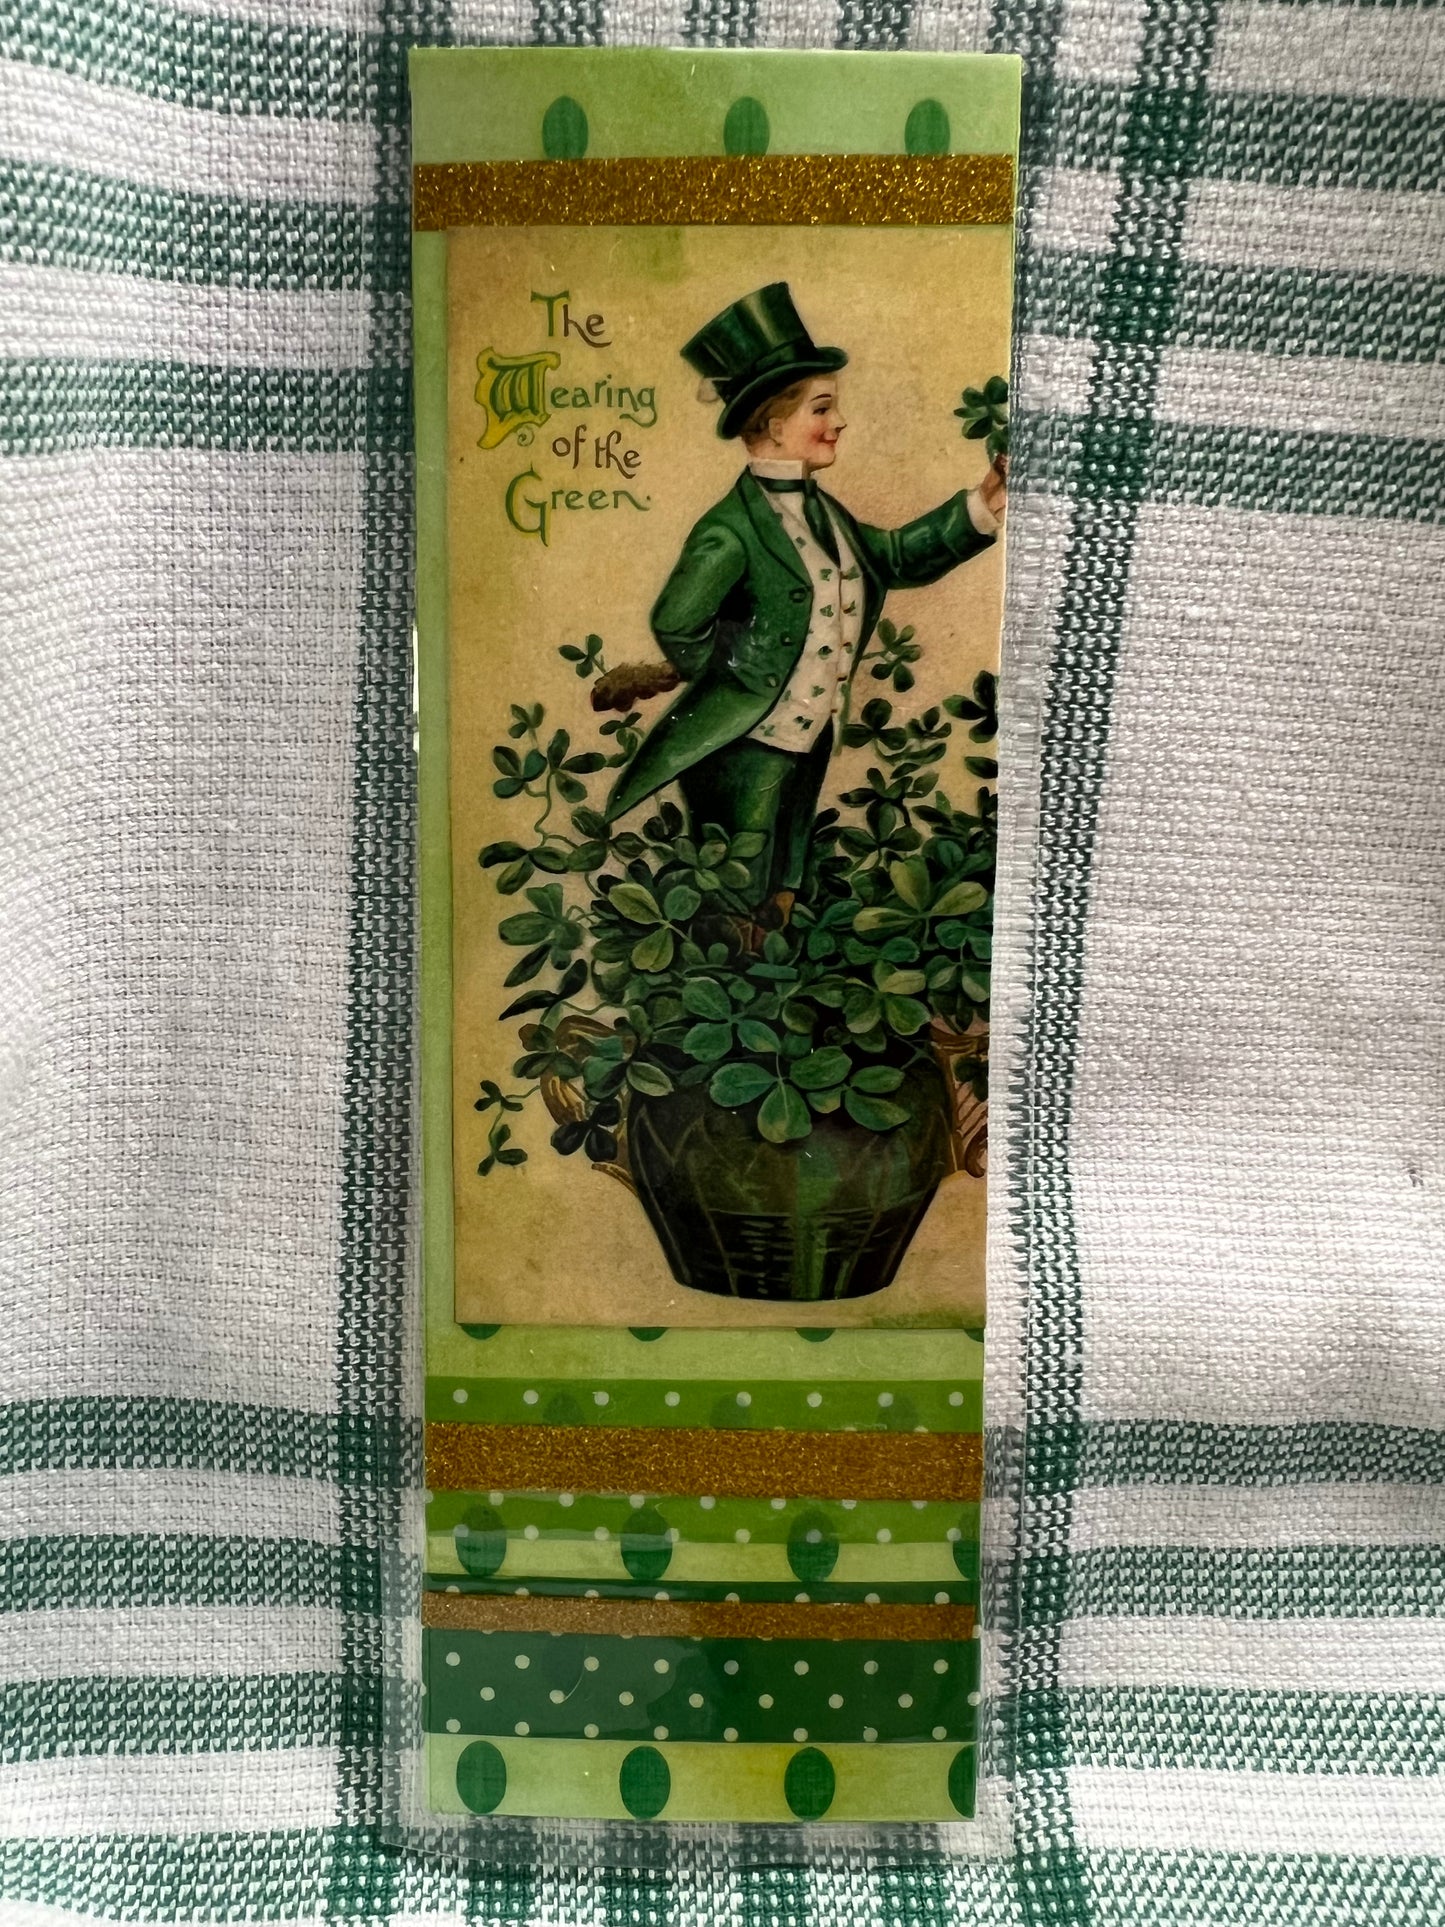 The
Wearing
of the
Green.